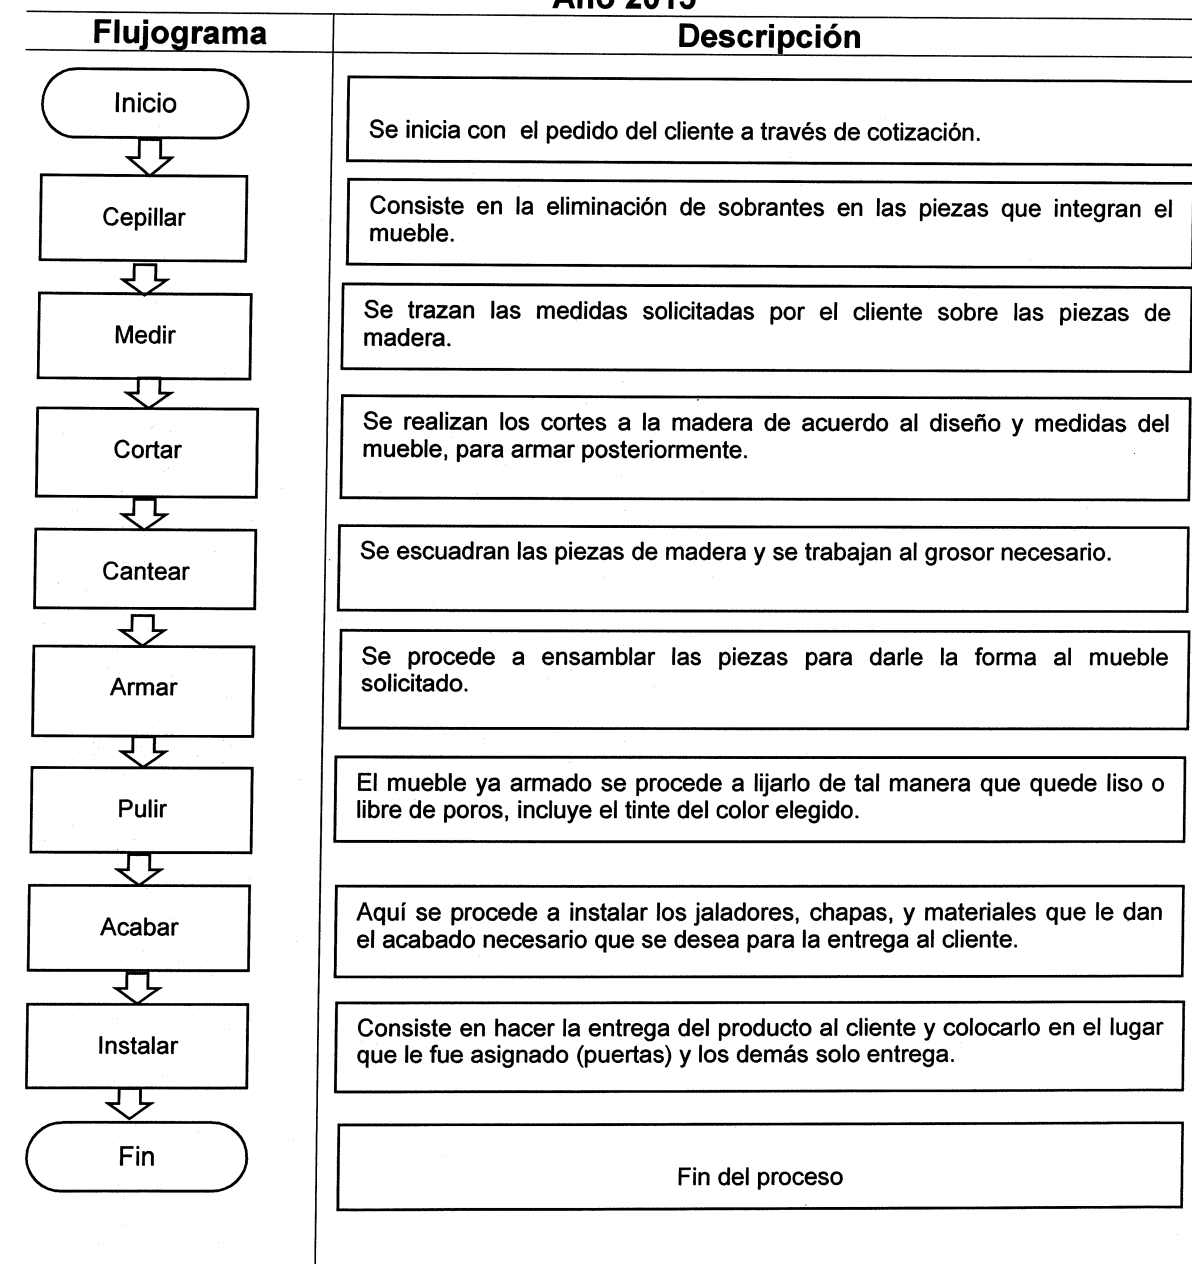 Año 2015
Flujograma
Descripción
Inicio
Se inicia con el pedido del cliente a través de cotización.
Cepillar
Consiste en la eliminación de sobrantes en las piezas que integran el
mueble.
Medir
Se trazan las medidas solicitadas por el cliente sobre las piezas de
madera.
Cortar
Se realizan los cortes a la madera de acuerdo al diseño y medidas del
mueble, para armar posteriormente.
Cantear
Se escuadran las piezas de madera y se trabajan al grosor necesario.
Armar
Se procede a ensamblar las piezas para darle la forma al mueble
solicitado.
Pulir
El mueble ya armado se procede a lijarlo de tal manera que quede liso o
libre de poros, incluye el tinte del color elegido.
Acabar
Aquí se procede a instalar los jaladores, chapas, y materiales que le dan
el acabado necesario que se desea para la entrega al cliente.
Instalar
Consiste en hacer la entrega del producto al cliente y colocarlo en el lugar
que le fue asignado (puertas) y los demás solo entrega.
Fin
Fin del proceso